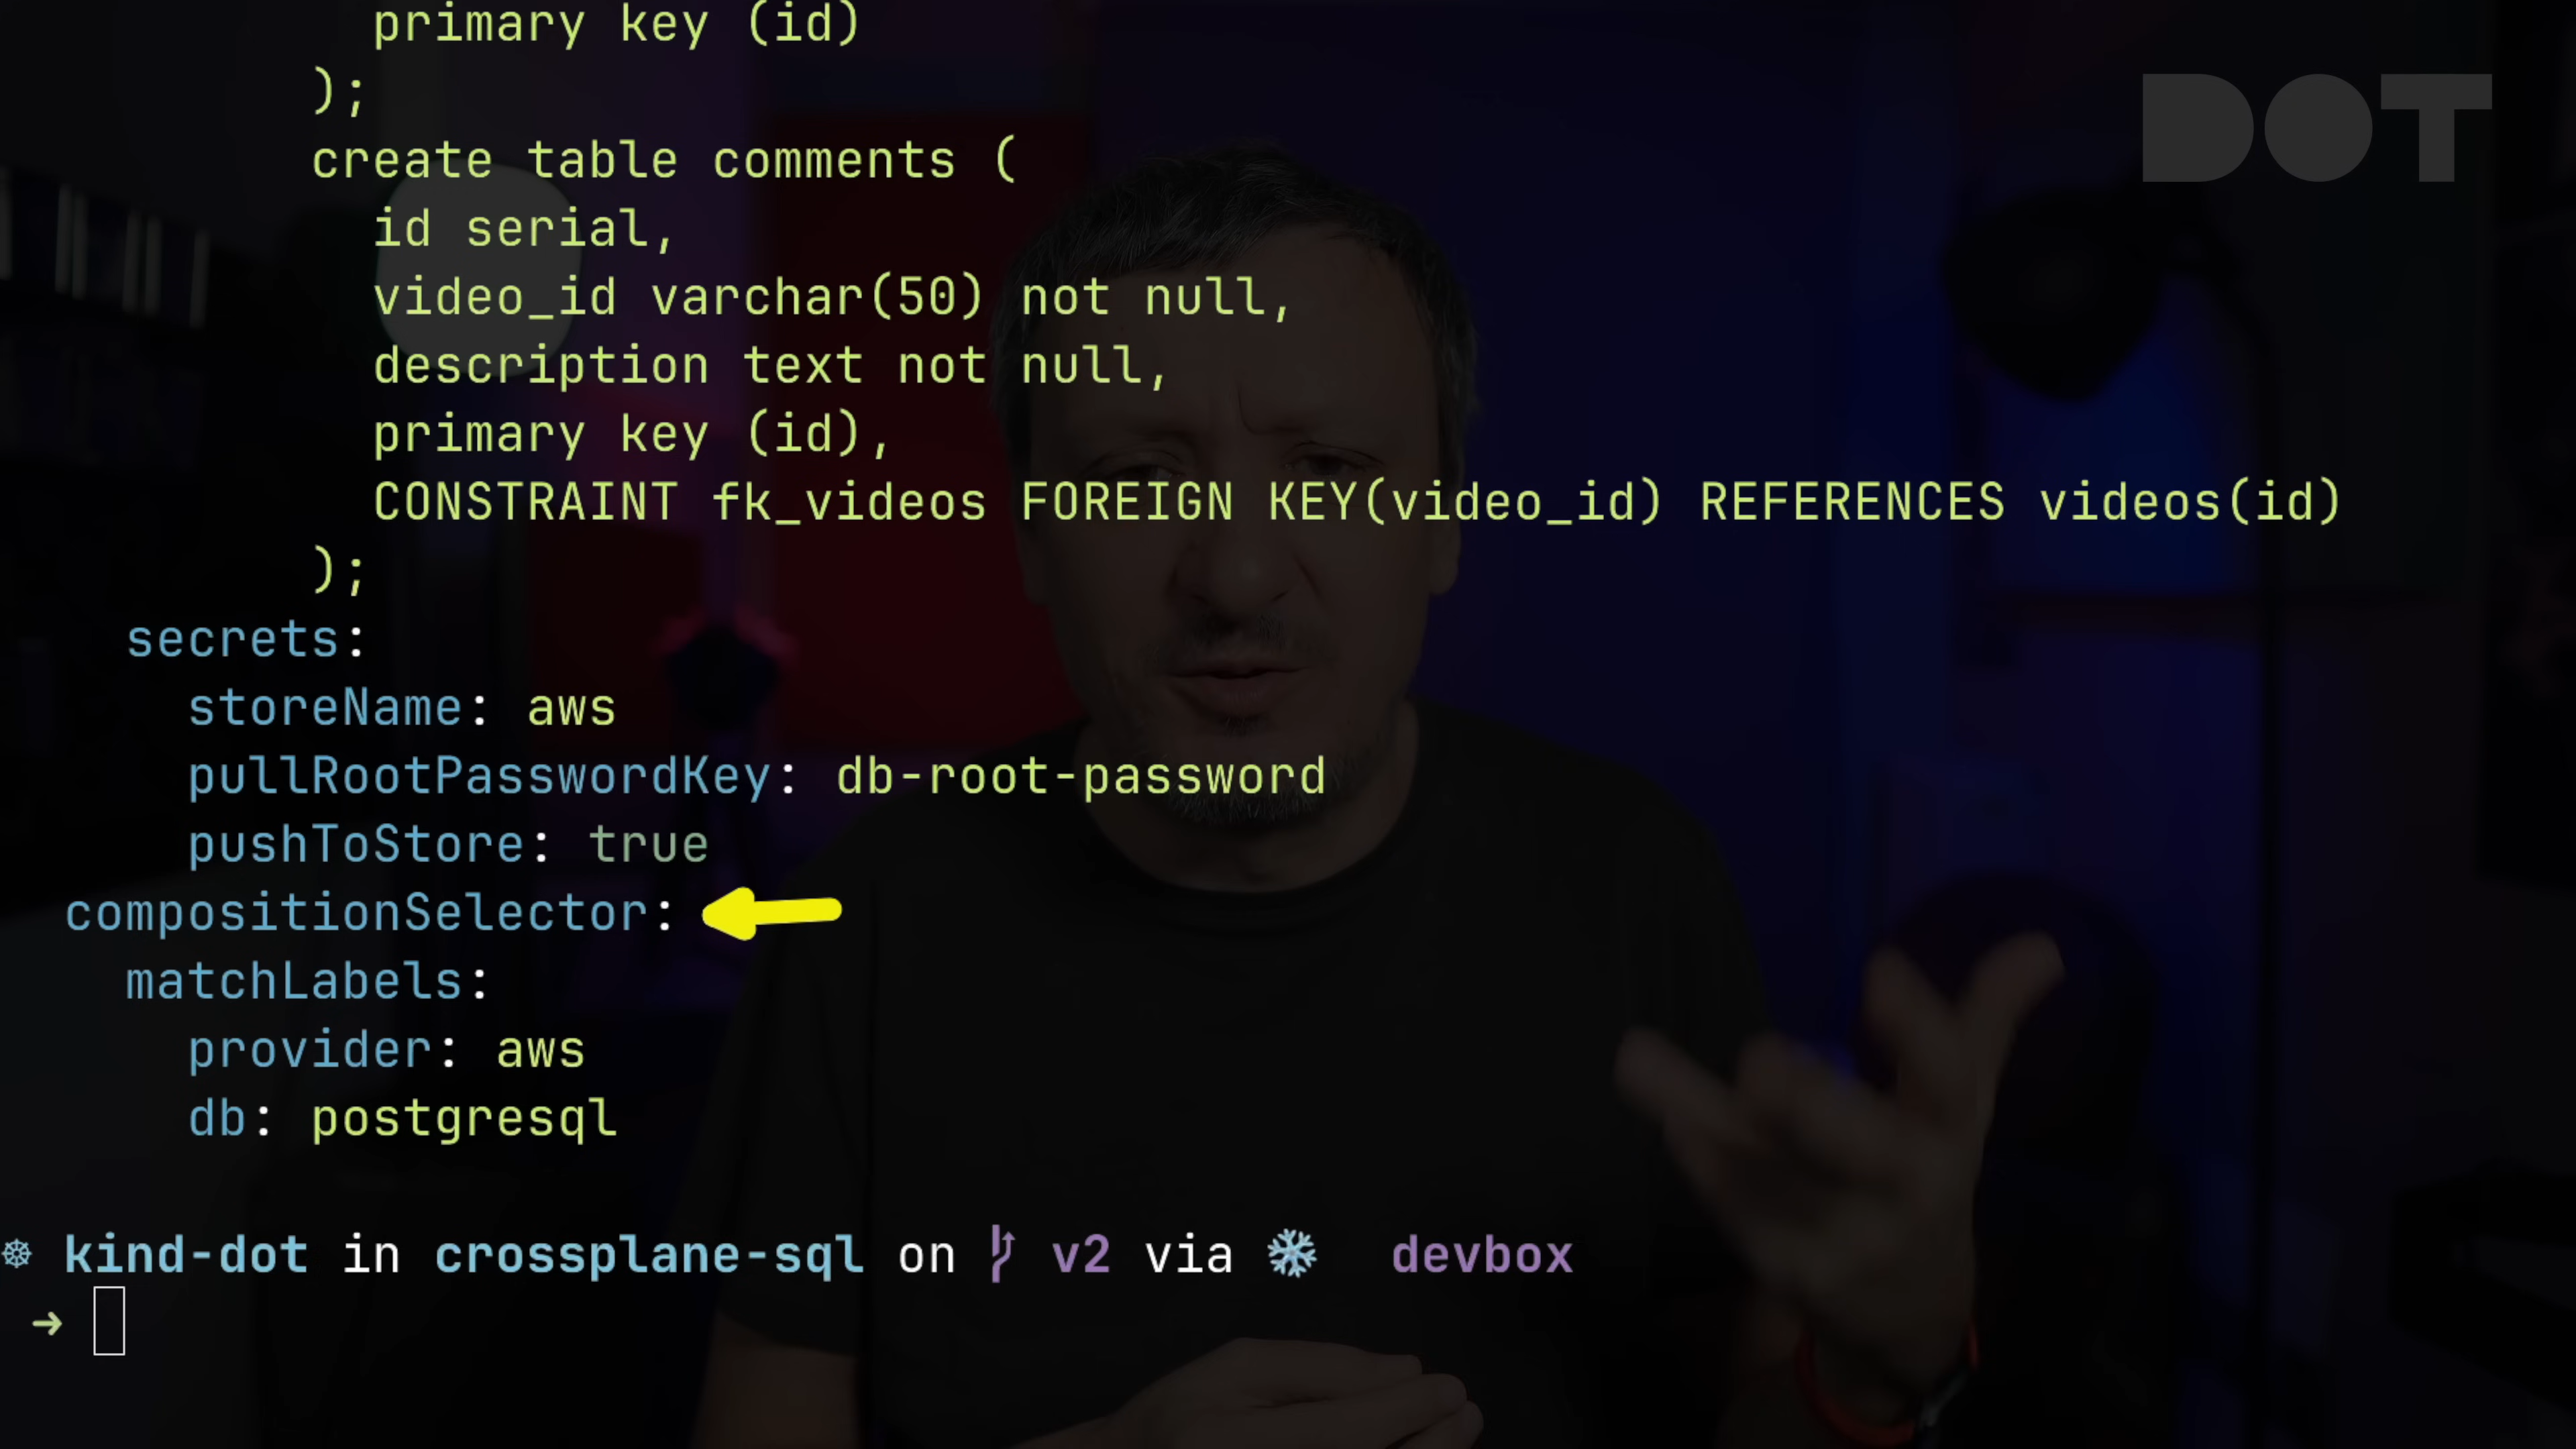 primary key (id)
);
create table comments (
id serial,
video_id varchar(50) not null,
description text not null,
primary key (id),
CONSTRAINT fk_videos FOREIGN KEY(video_id) REFERENCES videos(id)
);
secrets:
storeName: aws
pullRootPasswordKey: db-root-password
pushToStore: true
compositionSelector:
matchLabels:
provider: aws
db: postgresql
kind-dot in crossplane-sql on v2 via devbox
DOT